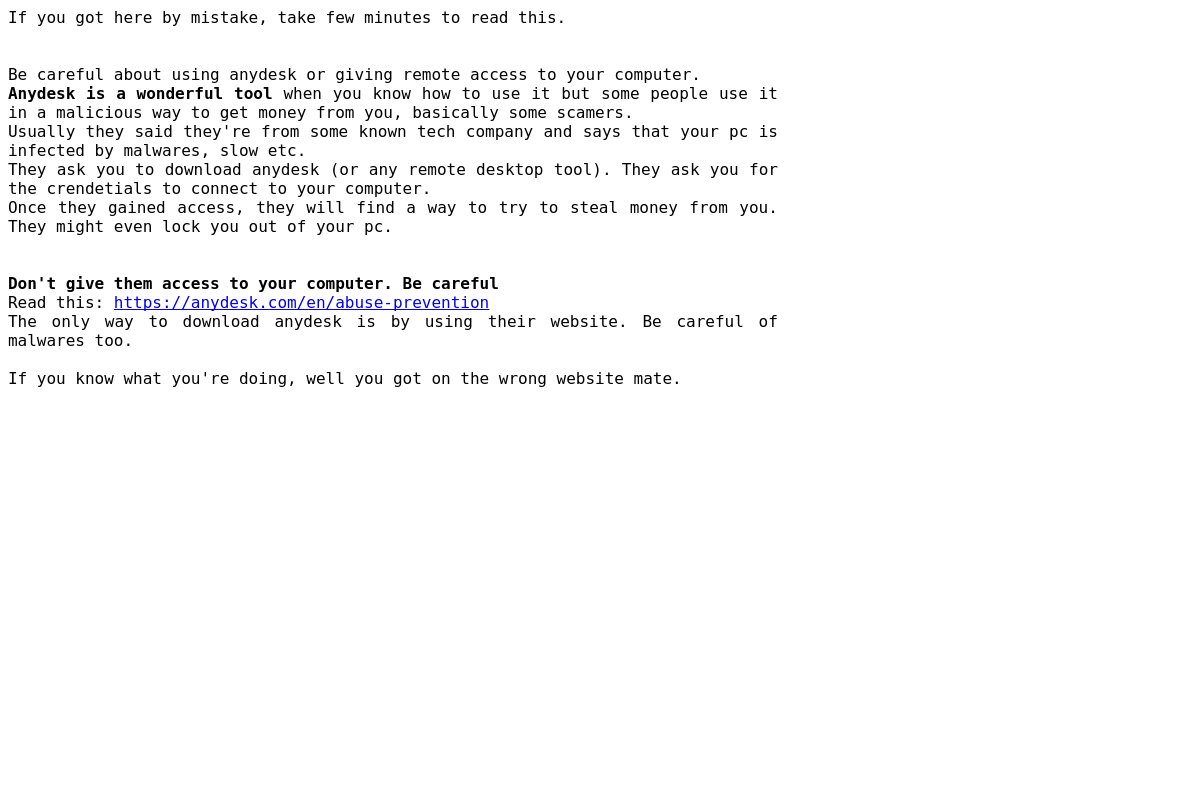 If you got here by mistake, take few minutes to read this.
Be careful about using anydesk or giving remote access to your computer.
Anydesk is a wonderful tool when you know how to use it but some people use it
in a malicious way to get money from you, basically some scamers.
Usually they said they're from some known tech company and says that your pc is
infected by malwares, slow etc.
They ask you to download anydesk (or any remote desktop tool). They ask you for
the crendetials to connect to your computer.
Once they gained access, they will find a way to try to steal money from you.
They might even lock you out of your pc.
Don't give them access to your computer. Be careful
Read this: https://anydesk.com/en/abuse-prevention
The only way to download anydesk is by using their website. Be careful of
malwares too.
If you know what you're doing, well you got on the wrong website mate.